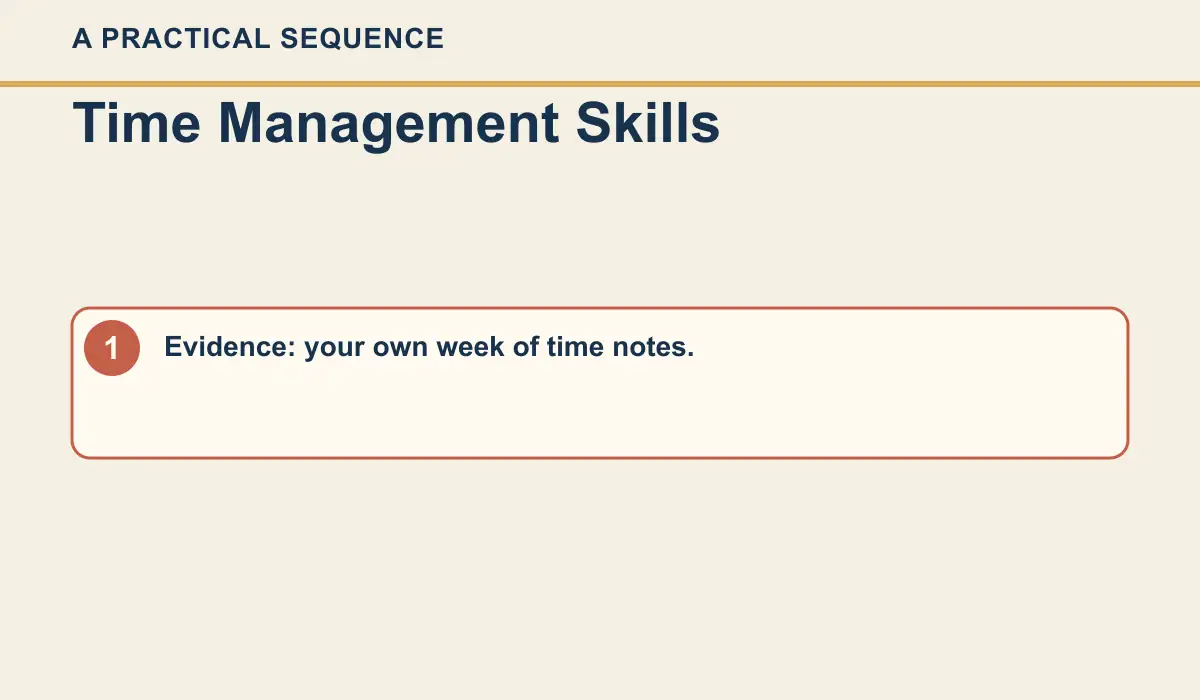 A PRACTICAL SEQUENCE
Time Management Skills
1
Evidence: your own week of time notes.